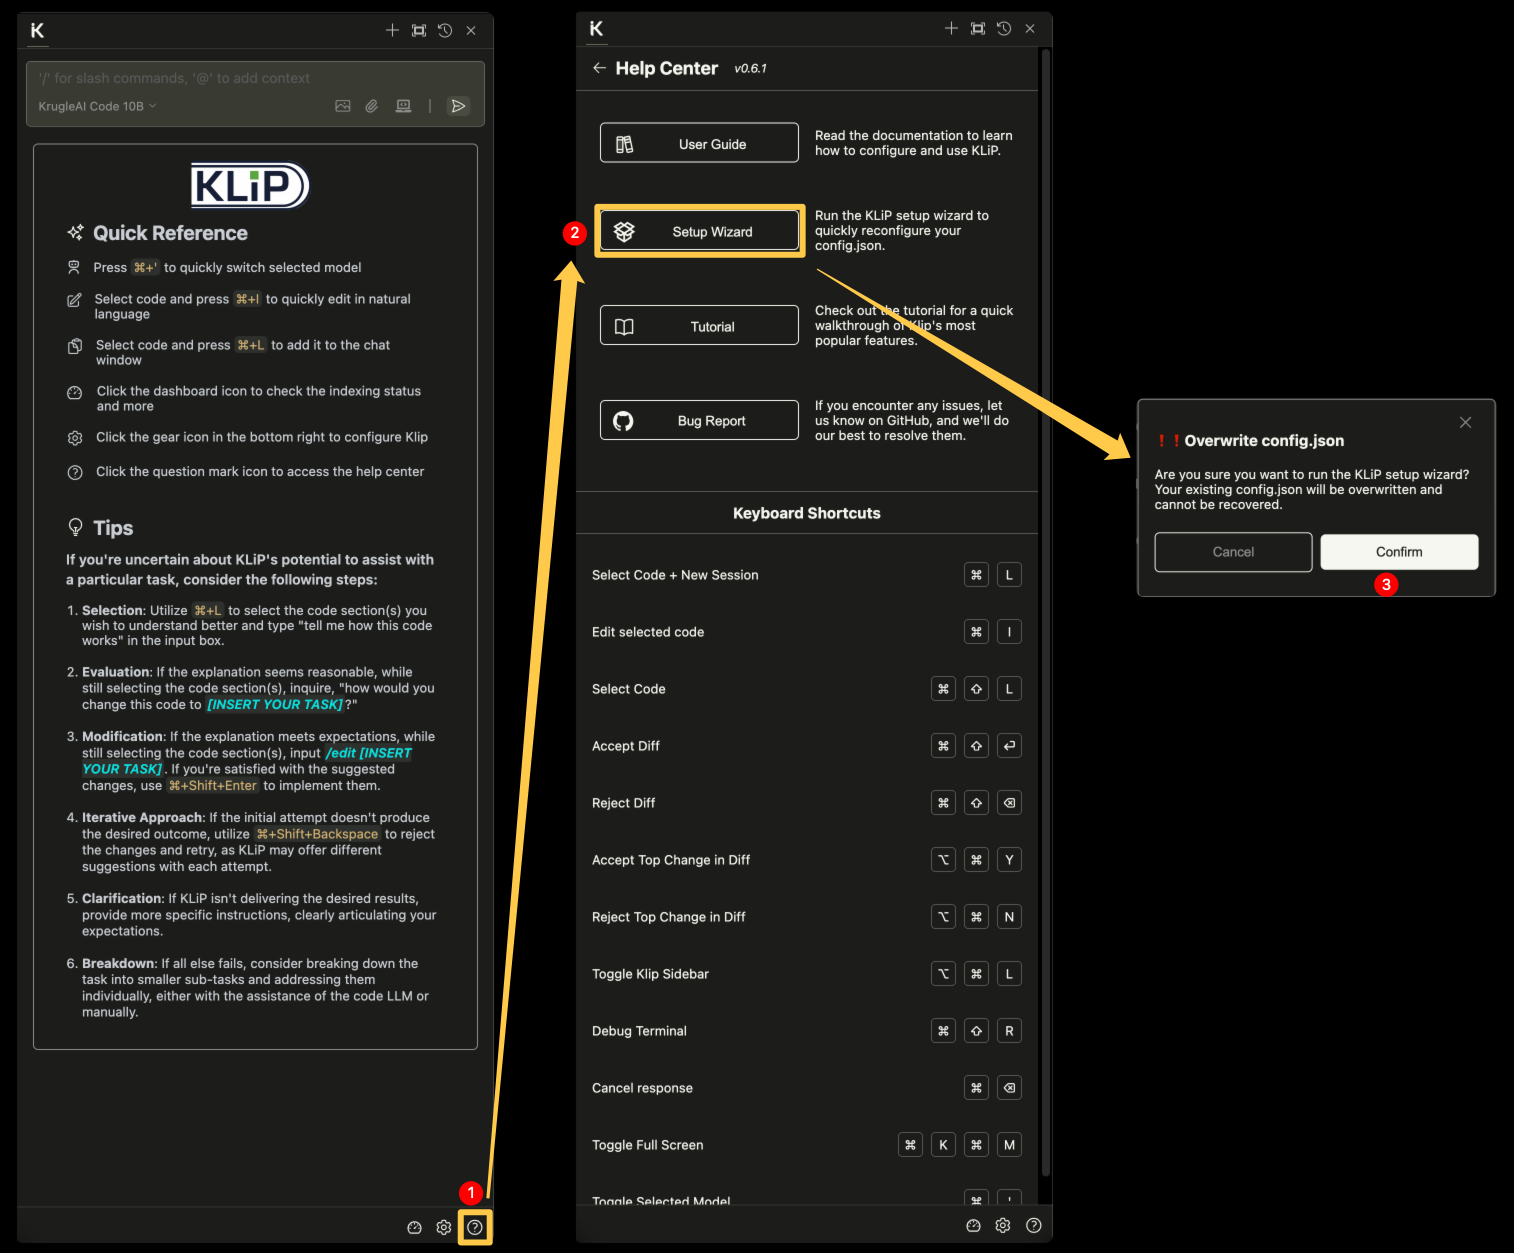 '/' for slash commands, '@' to add context
KrugleAI Code 10B
KLiP
Quick Reference
Press ⌘+' to quickly switch selected model
Select code and press ⌘+I to quickly edit in natural
language
Select code and press ⌘+L to add it to the chat
window
Click the dashboard icon to check the indexing status
and more
Click the gear icon in the bottom right to configure Klip
Click the question mark icon to access the help center
Tips
If you're uncertain about KLiP's potential to assist with
a particular task, consider the following steps:
1. Selection: Utilize ⌘+L to select the code section(s) you
wish to understand better and type "tell me how this code
works" in the input box.
2. Evaluation: If the explanation seems reasonable, while
still selecting the code section(s), inquire, "how would you
change this code to [INSERT YOUR TASK]?"
3. Modification: If the explanation meets expectations, while
still selecting the code section(s), input /edit [INSERT
YOUR TASK]. If you're satisfied with the suggested
changes, use ⌘+Shift+Enter to implement them.
4. Iterative Approach: If the initial attempt doesn't produce
the desired outcome, utilize ⌘+Shift+Backspace to reject
the changes and retry, as KLiP may offer different
suggestions with each attempt.
5. Clarification: If KLiP isn't delivering the desired results,
provide more specific instructions, clearly articulating your
expectations.
6. Breakdown: If all else fails, consider breaking down the
task into smaller sub-tasks and addressing them
individually, either with the assistance of the code LLM or
manually.
1
Help Center v0.6.1
User Guide
Read the documentation to learn
how to configure and use KLiP.
2
Setup Wizard
Run the KLiP setup wizard to
quickly reconfigure your
config.json.
Tutorial
Check out the tutorial for a quick
walkthrough of Klip's most
popular features.
Bug Report
If you encounter any issues, let
us know on GitHub, and we'll do
our best to resolve them.
Keyboard Shortcuts
Select Code + New Session ⌘ L
Edit selected code ⌘ I
Select Code ⌘ ⇧ L
Accept Diff ⌘ ⇧ ⏎
Reject Diff ⌘ ⇧ ⌫
Accept Top Change in Diff ⌥ ⌘ Y
Reject Top Change in Diff ⌥ ⌘ N
Toggle Klip Sidebar ⌥ ⌘ L
Debug Terminal ⌘ ⇧ R
Cancel response ⌘ ⌫
Toggle Full Screen ⌘ K ⌘ M
Toggle Selected Model ⌘ '
❗❗Overwrite config.json
Are you sure you want to run the KLiP setup wizard?
Your existing config.json will be overwritten and
cannot be recovered.
Cancel Confirm
3